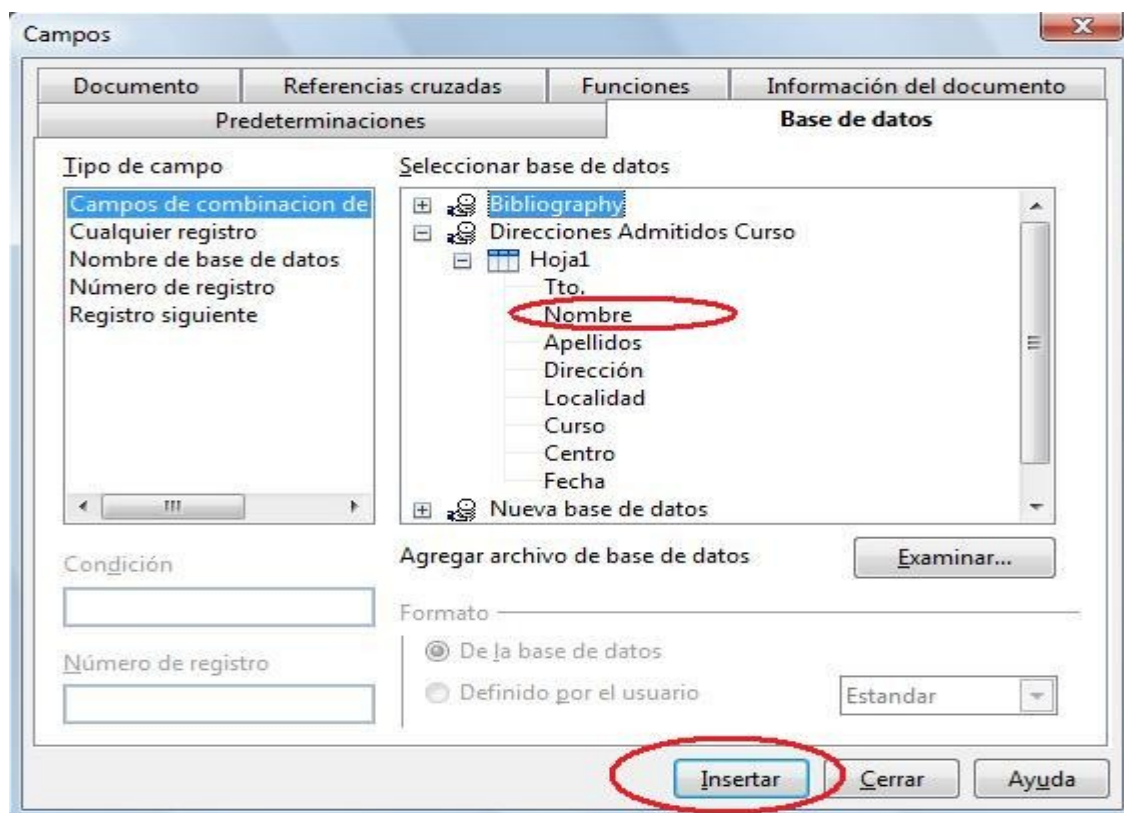 Campos
Documento Referencias cruzadas Funciones Información del documento
Predeterminaciones Base de datos
Tipo de campo
Campos de combinacion de
Cualquier registro
Nombre de base de datos
Número de registro
Registro siguiente
Seleccionar base de datos
Bibliography
Direcciones Admitidos Curso
Hoja1
Tto.
Nombre
Apellidos
Dirección
Localidad
Curso
Centro
Fecha
Nueva base de datos
Agregar archivo de base de datos Examinar...
Condición
Número de registro
Formato
De la base de datos
Definido por el usuario Estandar
Insertar Cerrar Ayuda